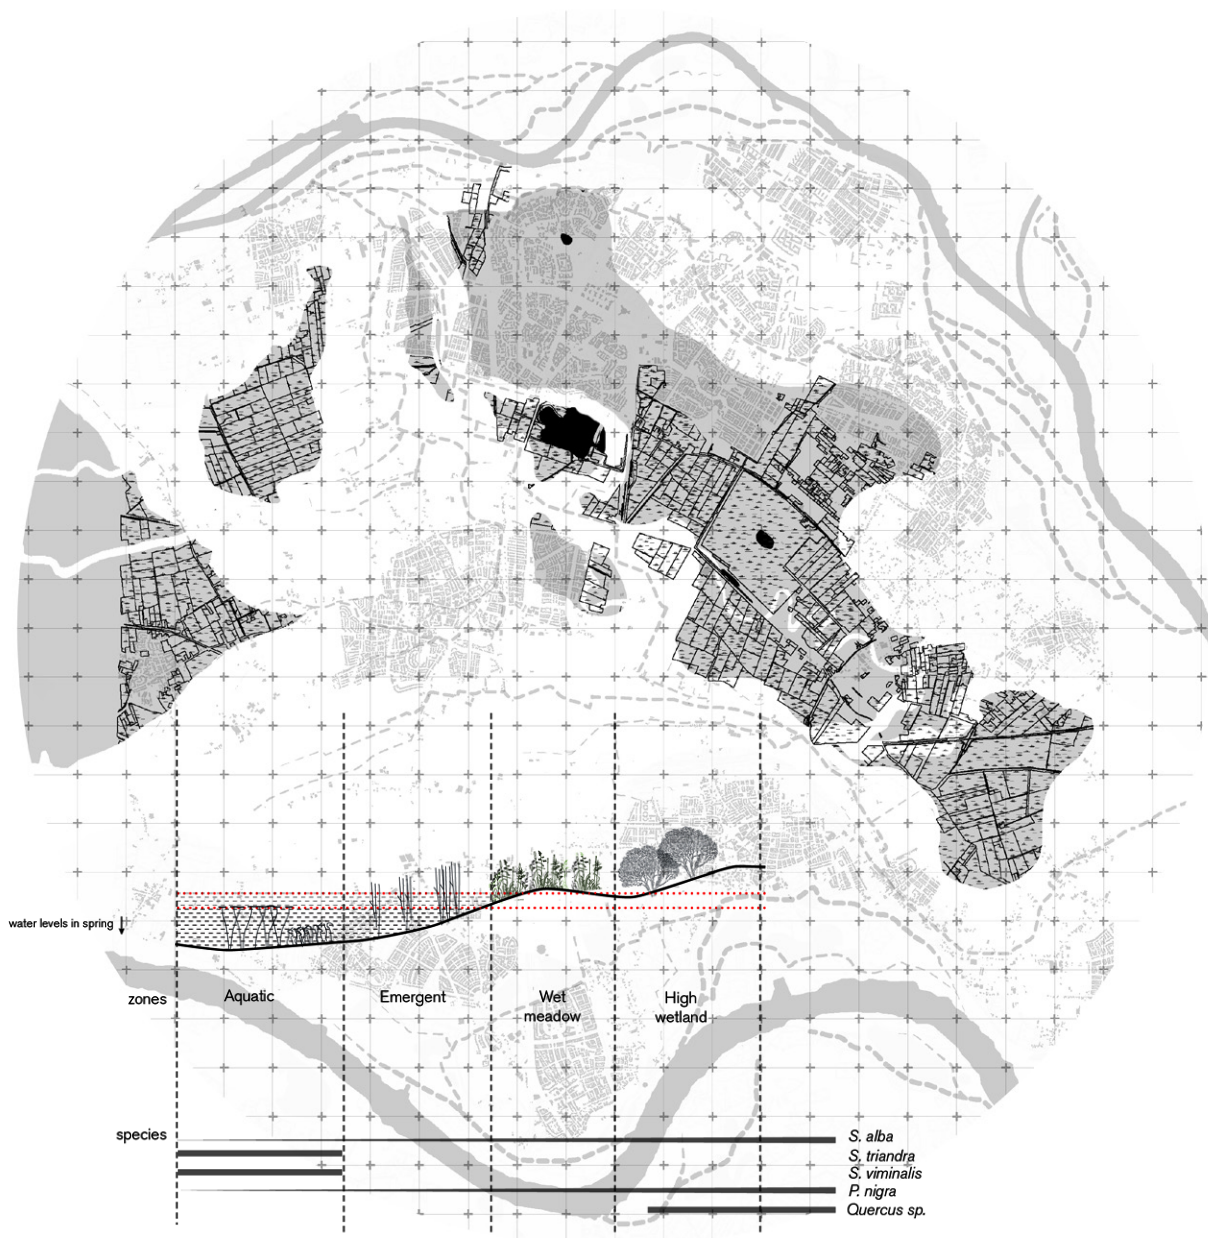 water levels in spring
zones
Aquatic
Emergent
Wet
meadow
High
wetland
species
S. alba
S. triandra
S. viminalis
P. nigra
Quercus sp.